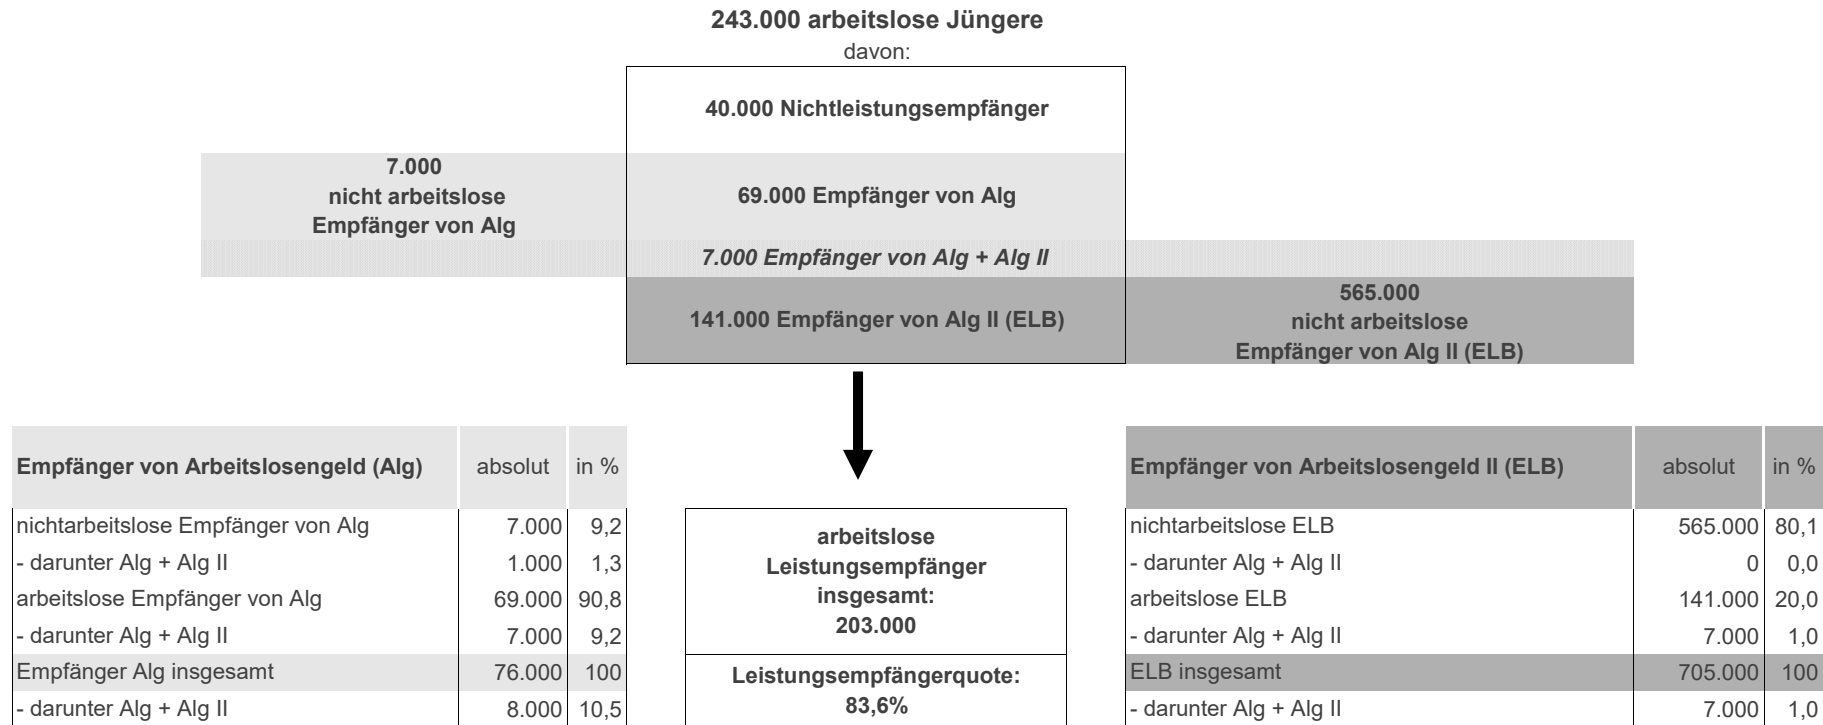 243.000 arbeitslose Jüngere
davon:
40.000 Nichtleistungsempfänger
7.000
nicht arbeitslose
Empfänger von Alg
69.000 Empfänger von Alg
7.000 Empfänger von Alg + Alg II
141.000 Empfänger von Alg II (ELB)
565.000
nicht arbeitslose
Empfänger von Alg II (ELB)
Empfänger von Arbeitslosengeld (Alg) absolut in %
nichtarbeitslose Empfänger von Alg 7.000 9,2
- darunter Alg + Alg II 1.000 1,3
arbeitslose Empfänger von Alg 69.000 90,8
- darunter Alg + Alg II 7.000 9,2
Empfänger Alg insgesamt 76.000 100
- darunter Alg + Alg II 8.000 10,5
arbeitslose
Leistungsempfänger
insgesamt:
203.000
Leistungsempfängerquote:
83,6%
Empfänger von Arbeitslosengeld II (ELB) absolut in %
nichtarbeitslose ELB 565.000 80,1
- darunter Alg + Alg II 0 0,0
arbeitslose ELB 141.000 20,0
- darunter Alg + Alg II 7.000 1,0
ELB insgesamt 705.000 100
- darunter Alg + Alg II 7.000 1,0